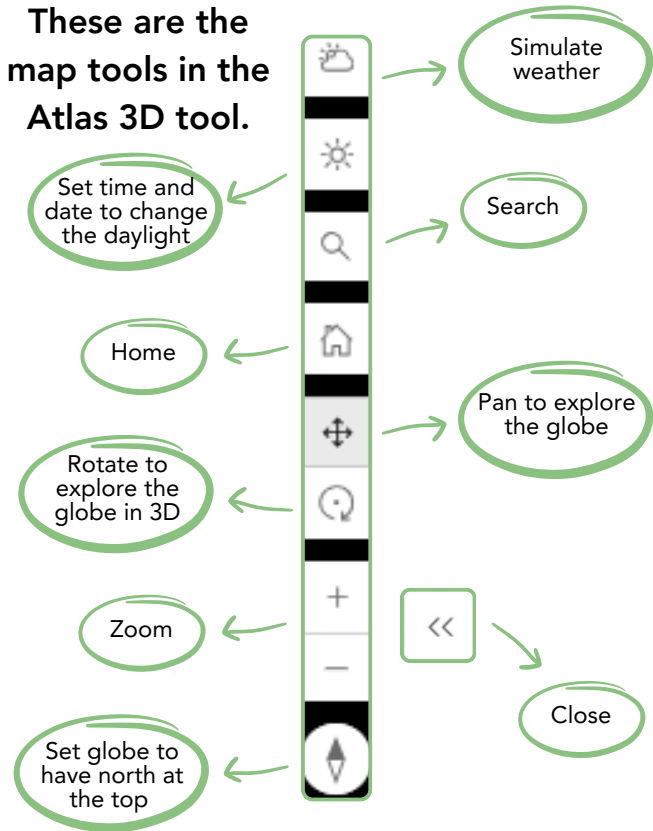 These are the
map tools in the
Atlas 3D tool.
Simulate
weather
Set time and
date to change
the daylight
Search
Home
Pan to explore
the globe
Rotate to
explore the
globe in 3D
Zoom
Close
Set globe to
have north at
the top